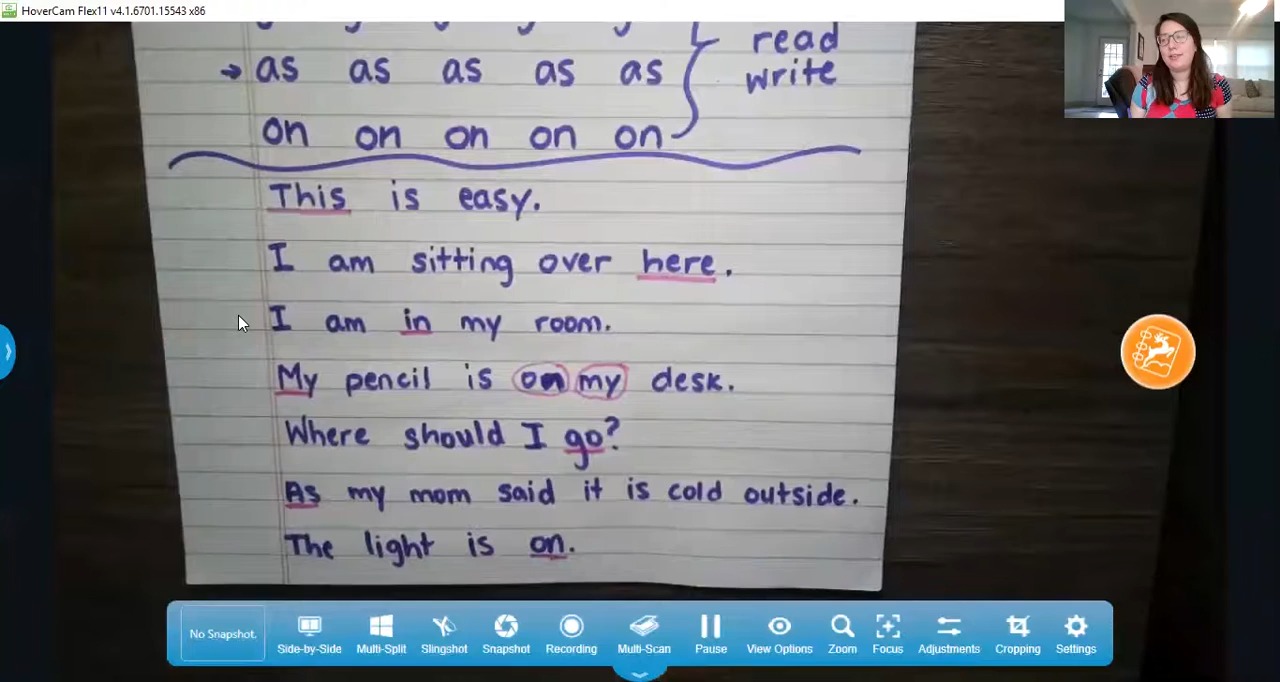 HoverCam Flex11 v4.1.6701.15543 x86
read
as as as as as write
on on on on on
This is easy.
I am sitting over here.
I am in my room.
My pencil is on my desk.
Where should I go?
As my mom said it is cold outside.
The light is on.
No Snapshot.
Side-by-Side Multi-Split Slingshot Snapshot Recording Multi-Scan Pause View Options Zoom Focus Adjustments Cropping Settings